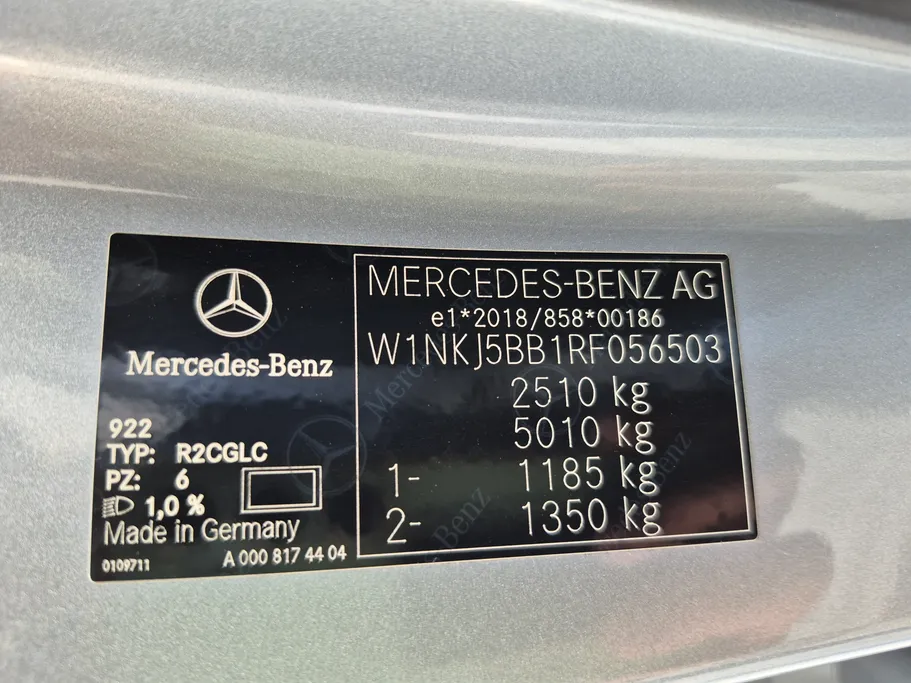 Mercedes-Benz
922
TYP: R2CGLC
PZ: 6
1,0 %
Made in Germany
0109711 A 000 817 44 04
MERCEDES-BENZ AG
e1*2018/858*00186
W1NKJ5BB1RF056503
2510 kg
5010 kg
1- 1185 kg
2- 1350 kg